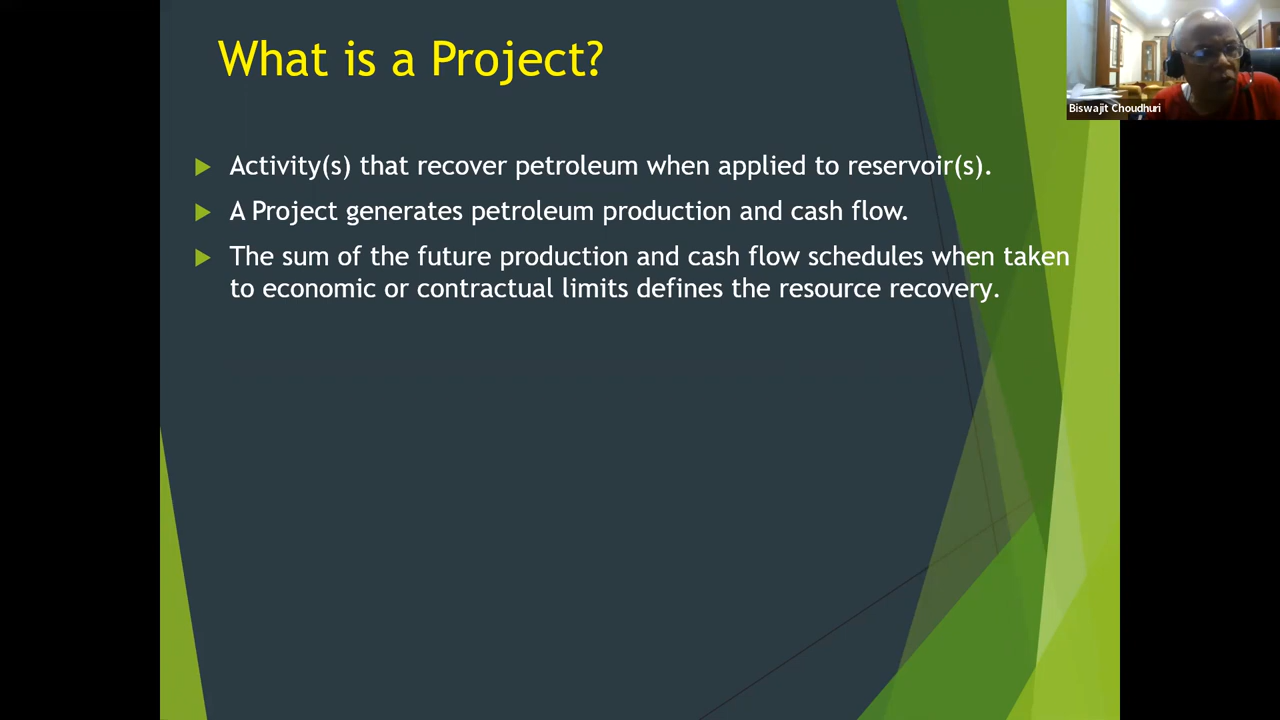 What is a Project?
Biswajit Choudhuri
Activity(s) that recover petroleum when applied to reservoir(s).
A Project generates petroleum production and cash flow.
The sum of the future production and cash flow schedules when taken
to economic or contractual limits defines the resource recovery.